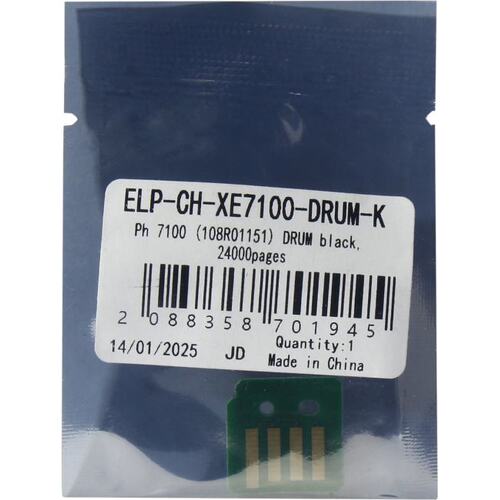 ELP-CH-XE7100-DRUM-K
Ph 7100 (108R01151) DRUM black,
24000pages
2 088358 701945
Quantity:1
14/01/2025 JD Made in China